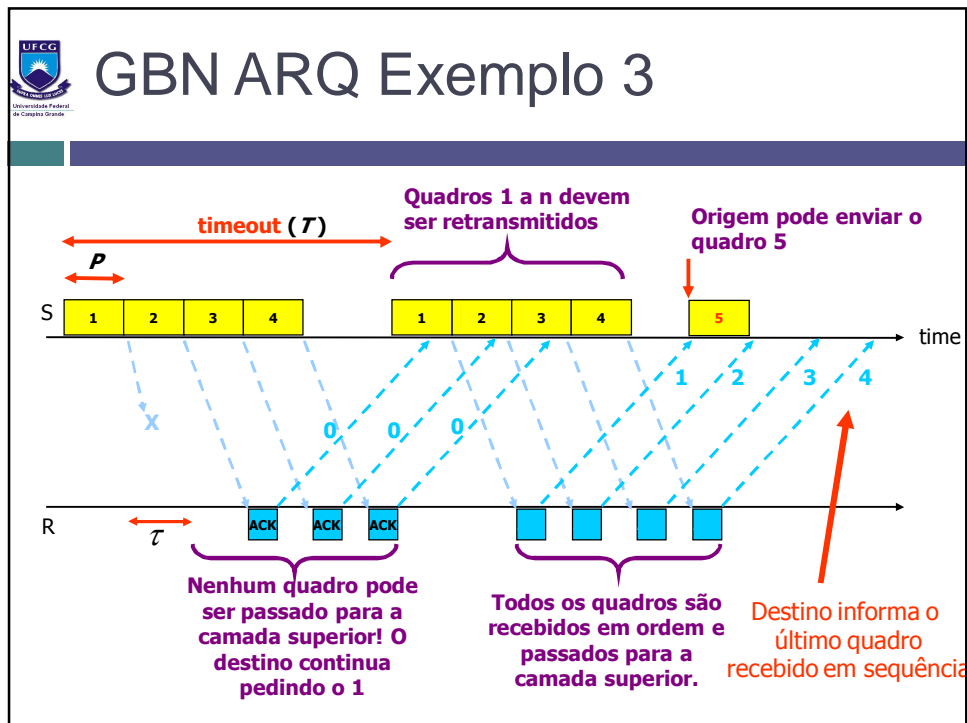 UFCG
Universidade Federal
de Campina Grande
GBN ARQ Exemplo 3
timeout (T)
Quadros 1 a n devem
ser retransmitidos
Origem pode enviar o
quadro 5
P
S
1 2 3 4
1 2 3 4
5
time
X
0 0 0
1 2 3 4
R
τ
ACK ACK ACK
Nenhum quadro pode
ser passado para a
camada superior! O
destino continua
pedindo o 1
Todos os quadros são
recebidos em ordem e
passados para a
camada superior.
Destino informa o
último quadro
recebido em sequência